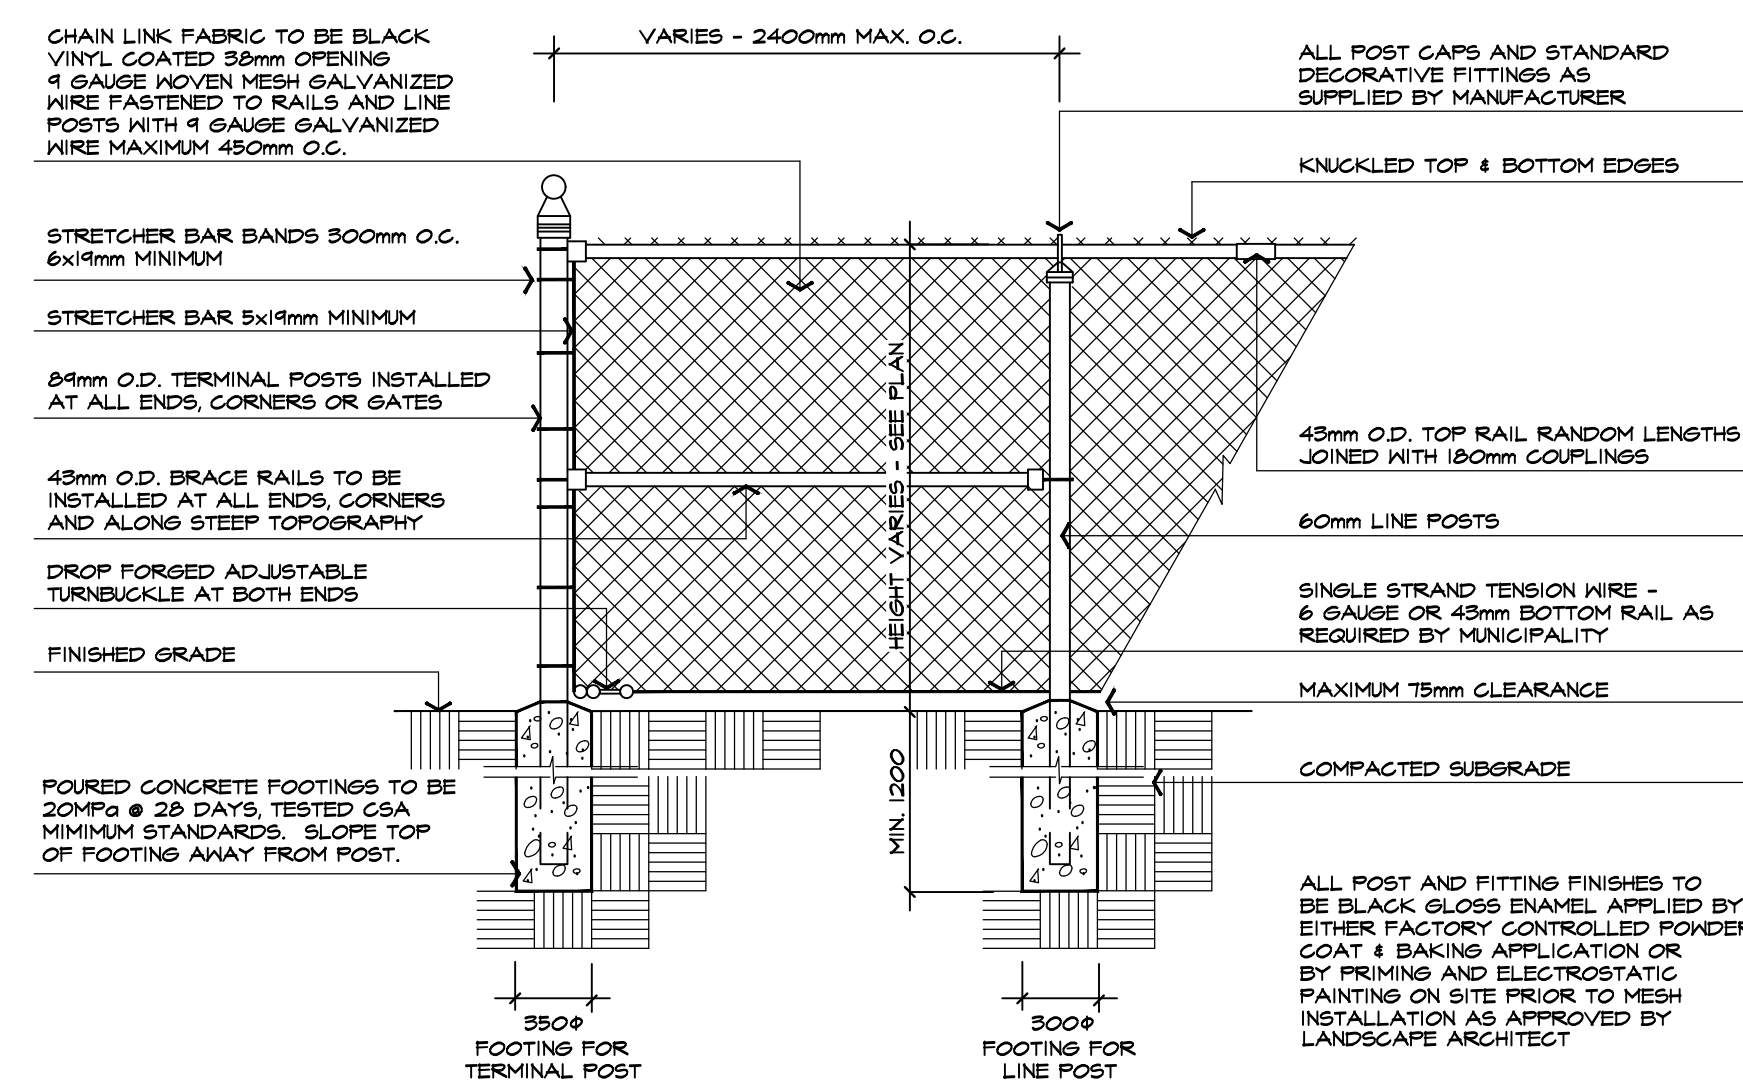 CHAIN LINK FABRIC TO BE BLACK
VINYL COATED 38mm OPENING
9 GAUGE WOVEN MESH GALVANIZED
WIRE FASTENED TO RAILS AND LINE
POSTS WITH 9 GAUGE GALVANIZED
WIRE MAXIMUM 450mm O.C.
STRETCHER BAR BANDS 300mm O.C.
6x19mm MINIMUM
STRETCHER BAR 5x19mm MINIMUM
89mm O.D. TERMINAL POSTS INSTALLED
AT ALL ENDS, CORNERS OR GATES
43mm O.D. BRACE RAILS TO BE
INSTALLED AT ALL ENDS, CORNERS
AND ALONG STEEP TOPOGRAPHY
DROP FORGED ADJUSTABLE
TURNBUCKLE AT BOTH ENDS
FINISHED GRADE
POURED CONCRETE FOOTINGS TO BE
20MPa @ 28 DAYS, TESTED CSA
MIMIMUM STANDARDS. SLOPE TOP
OF FOOTING AWAY FROM POST.
VARIES - 2400mm MAX. O.C.
HEIGHT VARIES - SEE PLAN
MIN. 1200
350Φ
FOOTING FOR
TERMINAL POST
300Φ
FOOTING FOR
LINE POST
ALL POST CAPS AND STANDARD
DECORATIVE FITTINGS AS
SUPPLIED BY MANUFACTURER
KNUCKLED TOP & BOTTOM EDGES
43mm O.D. TOP RAIL RANDOM LENGTHS
JOINED WITH 180mm COUPLINGS
60mm LINE POSTS
SINGLE STRAND TENSION WIRE -
6 GAUGE OR 43mm BOTTOM RAIL AS
REQUIRED BY MUNICIPALITY
MAXIMUM 75mm CLEARANCE
COMPACTED SUBGRADE
ALL POST AND FITTING FINISHES TO
BE BLACK GLOSS ENAMEL APPLIED BY
EITHER FACTORY CONTROLLED POWDER
COAT & BAKING APPLICATION OR
BY PRIMING AND ELECTROSTATIC
PAINTING ON SITE PRIOR TO MESH
INSTALLATION AS APPROVED BY
LANDSCAPE ARCHITECT